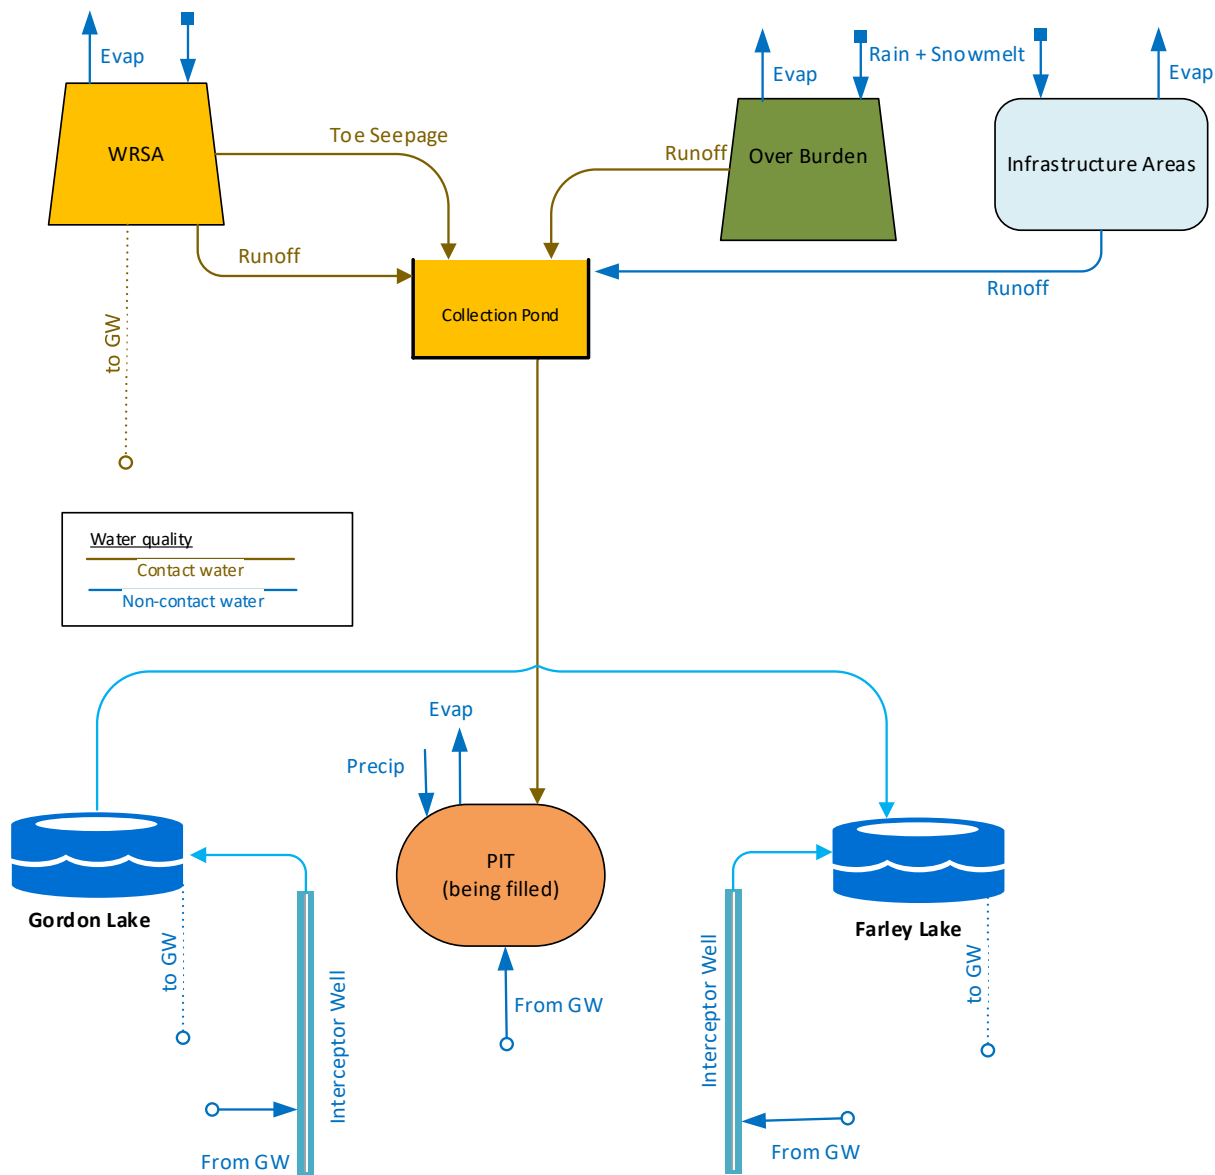 Evap
Rain + Snowmelt
Evap
Evap
Toe Seepage
WRSA
Runoff
Over Burden
Infrastructure Areas
Runoff
Runoff
Collection Pond
to GW
Water quality
Contact water
Non-contact water
Evap
Precip
PIT
(being filled)
Gordon Lake
Farley Lake
to GW
Interceptor Well
From GW
Interceptor Well
to GW
From GW
From GW